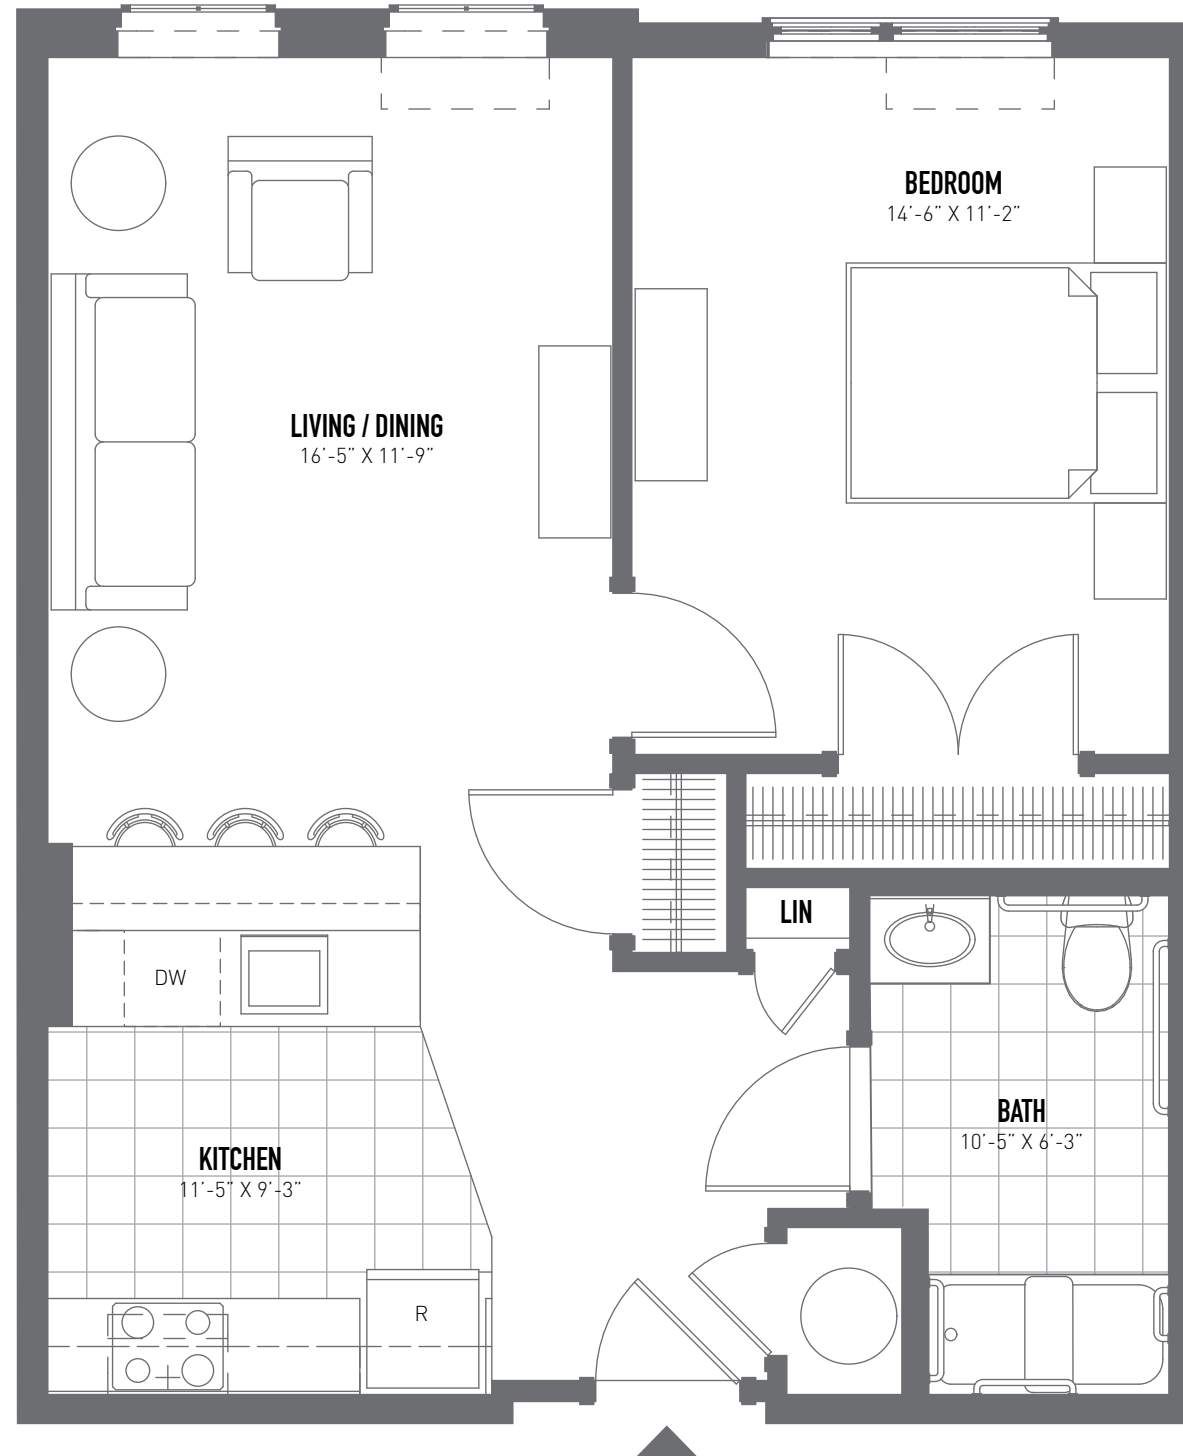 BEDROOM
14'-6" X 11'-2"
LIVING / DINING
16'-5" X 11'-9"
LIN
DW
BATH
10'-5" X 6'-3"
KITCHEN
11'-5" X 9'-3"
R